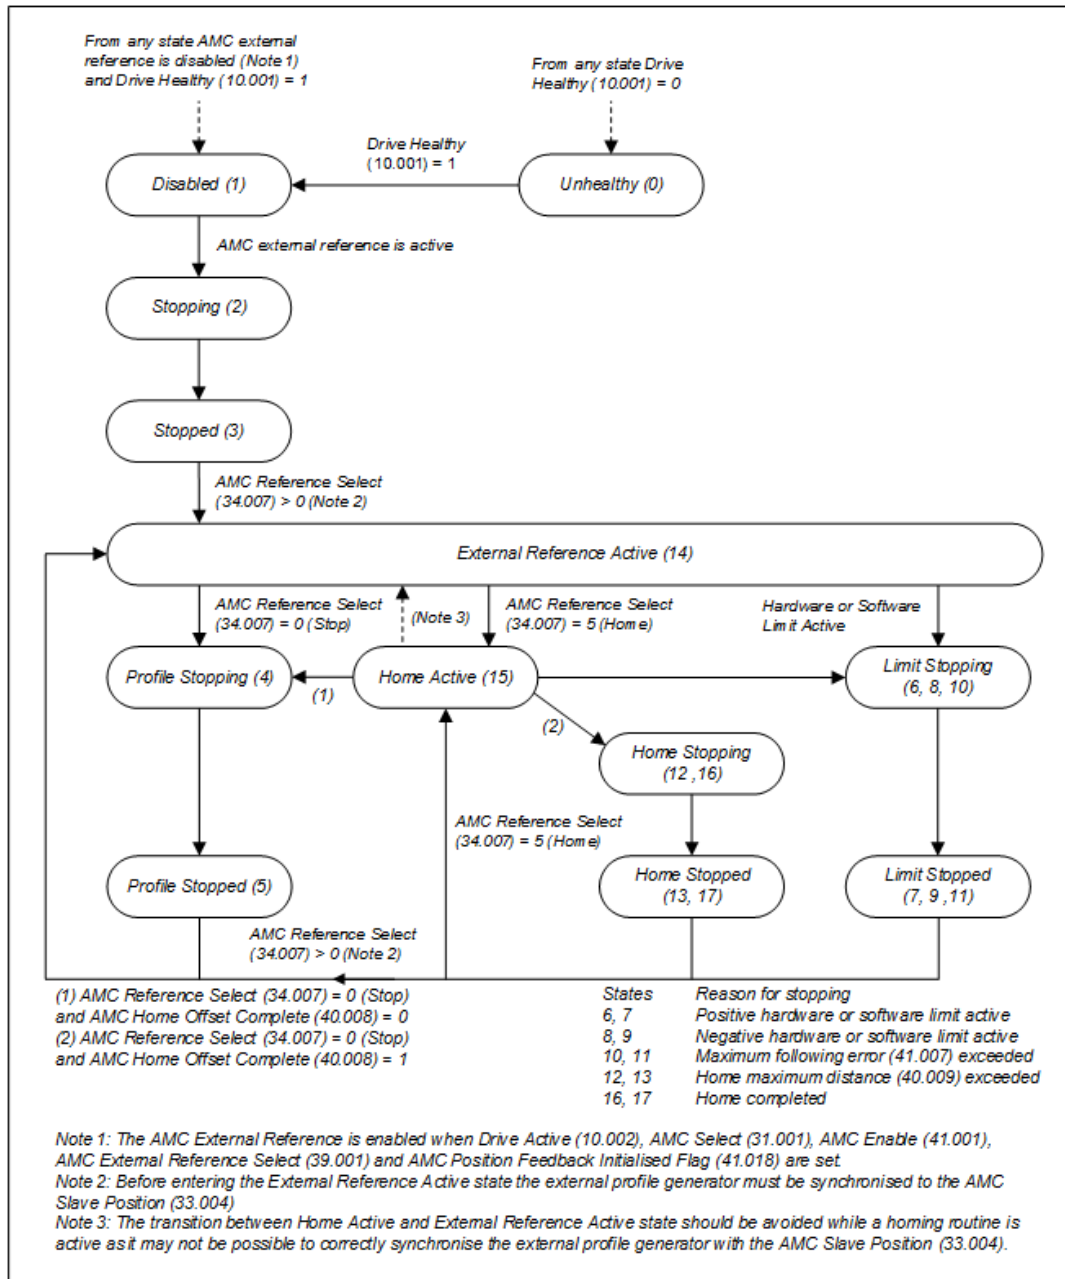 From any state AMC external
reference is disabled (Note 1)
and Drive Healthy (10.001) = 1
From any state Drive
Healthy (10.001) = 0
Drive Healthy
(10.001) = 1
Disabled (1)
Unhealthy (0)
AMC external reference is active
Stopping (2)
Stopped (3)
AMC Reference Select
(34.007) > 0 (Note 2)
External Reference Active (14)
AMC Reference Select
(34.007) = 0 (Stop)
(Note 3)
AMC Reference Select
(34.007) = 5 (Home)
Hardware or Software
Limit Active
Profile Stopping (4)
(1)
Home Active (15)
Limit Stopping
(6, 8, 10)
(2)
Home Stopping
(12 ,16)
AMC Reference Select
(34.007) = 5 (Home)
Profile Stopped (5)
Home Stopped
(13, 17)
Limit Stopped
(7, 9 ,11)
AMC Reference Select
(34.007) > 0 (Note 2)
(1) AMC Reference Select (34.007) = 0 (Stop)
and AMC Home Offset Complete (40.008) = 0
(2) AMC Reference Select (34.007) = 0 (Stop)
and AMC Home Offset Complete (40.008) = 1
States Reason for stopping
6, 7 Positive hardware or software limit active
8, 9 Negative hardware or software limit active
10, 11 Maximum following error (41.007) exceeded
12, 13 Home maximum distance (40.009) exceeded
16, 17 Home completed
Note 1: The AMC External Reference is enabled when Drive Active (10.002), AMC Select (31.001), AMC Enable (41.001),
AMC External Reference Select (39.001) and AMC Position Feedback Initialised Flag (41.018) are set.
Note 2: Before entering the External Reference Active state the external profile generator must be synchronised to the AMC
Slave Position (33.004)
Note 3: The transition between Home Active and External Reference Active state should be avoided while a homing routine is
active as it may not be possible to correctly synchronise the external profile generator with the AMC Slave Position (33.004).